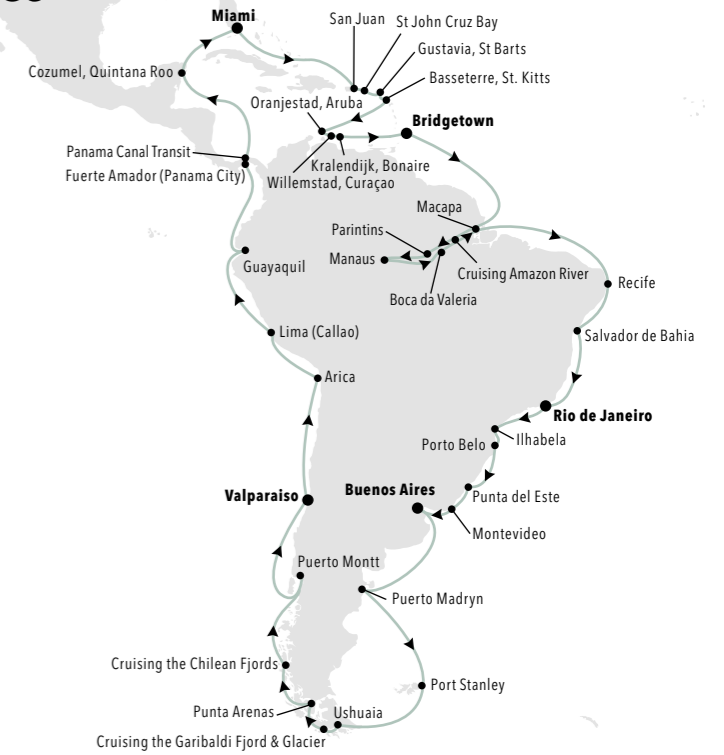 Miami
San Juan
St John Cruz Bay
Gustavia, St Barts
Cozumel, Quintana Roo
Basseterre, St. Kitts
Oranjestad, Aruba
Bridgetown
Panama Canal Transit
Kralendijk, Bonaire
Fuerte Amador (Panama City)
Willemstad, Curaçao
Macapa
Parintins
Manaus
Guayaquil
Cruising Amazon River
Recife
Boca da Valeria
Lima (Callao)
Salvador de Bahia
Arica
Rio de Janeiro
Ilhabela
Porto Belo
Buenos Aires
Valparaiso
Punta del Este
Montevideo
Puerto Montt
Puerto Madryn
Cruising the Chilean Fjords
Port Stanley
Punta Arenas
Ushuaia
Cruising the Garibaldi Fjord & Glacier